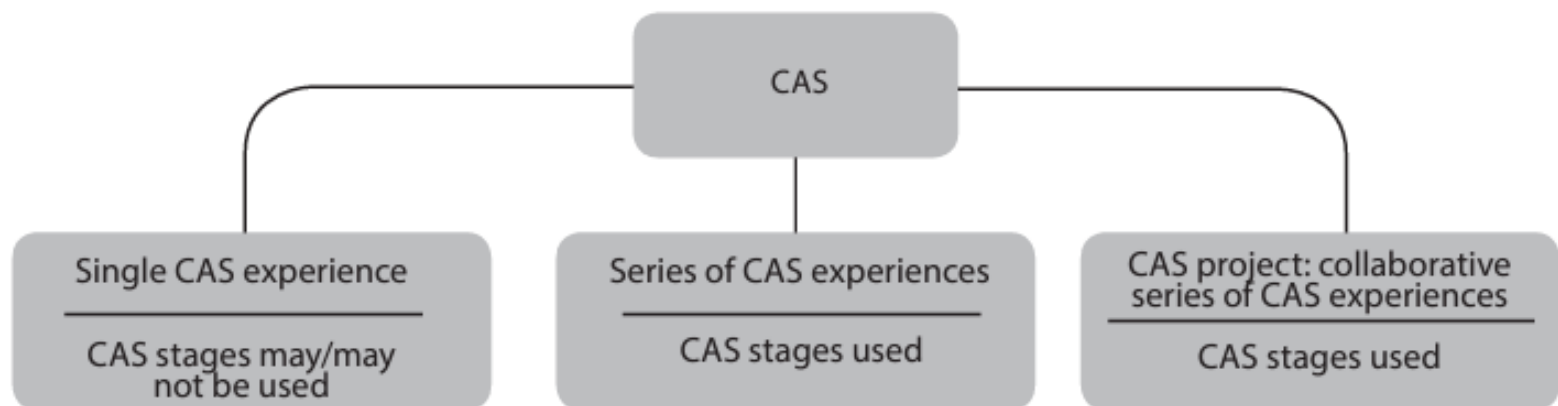 CAS
Single CAS experience
CAS stages may/may
not be used
Series of CAS experiences
CAS stages used
CAS project: collaborative
series of CAS experiences
CAS stages used